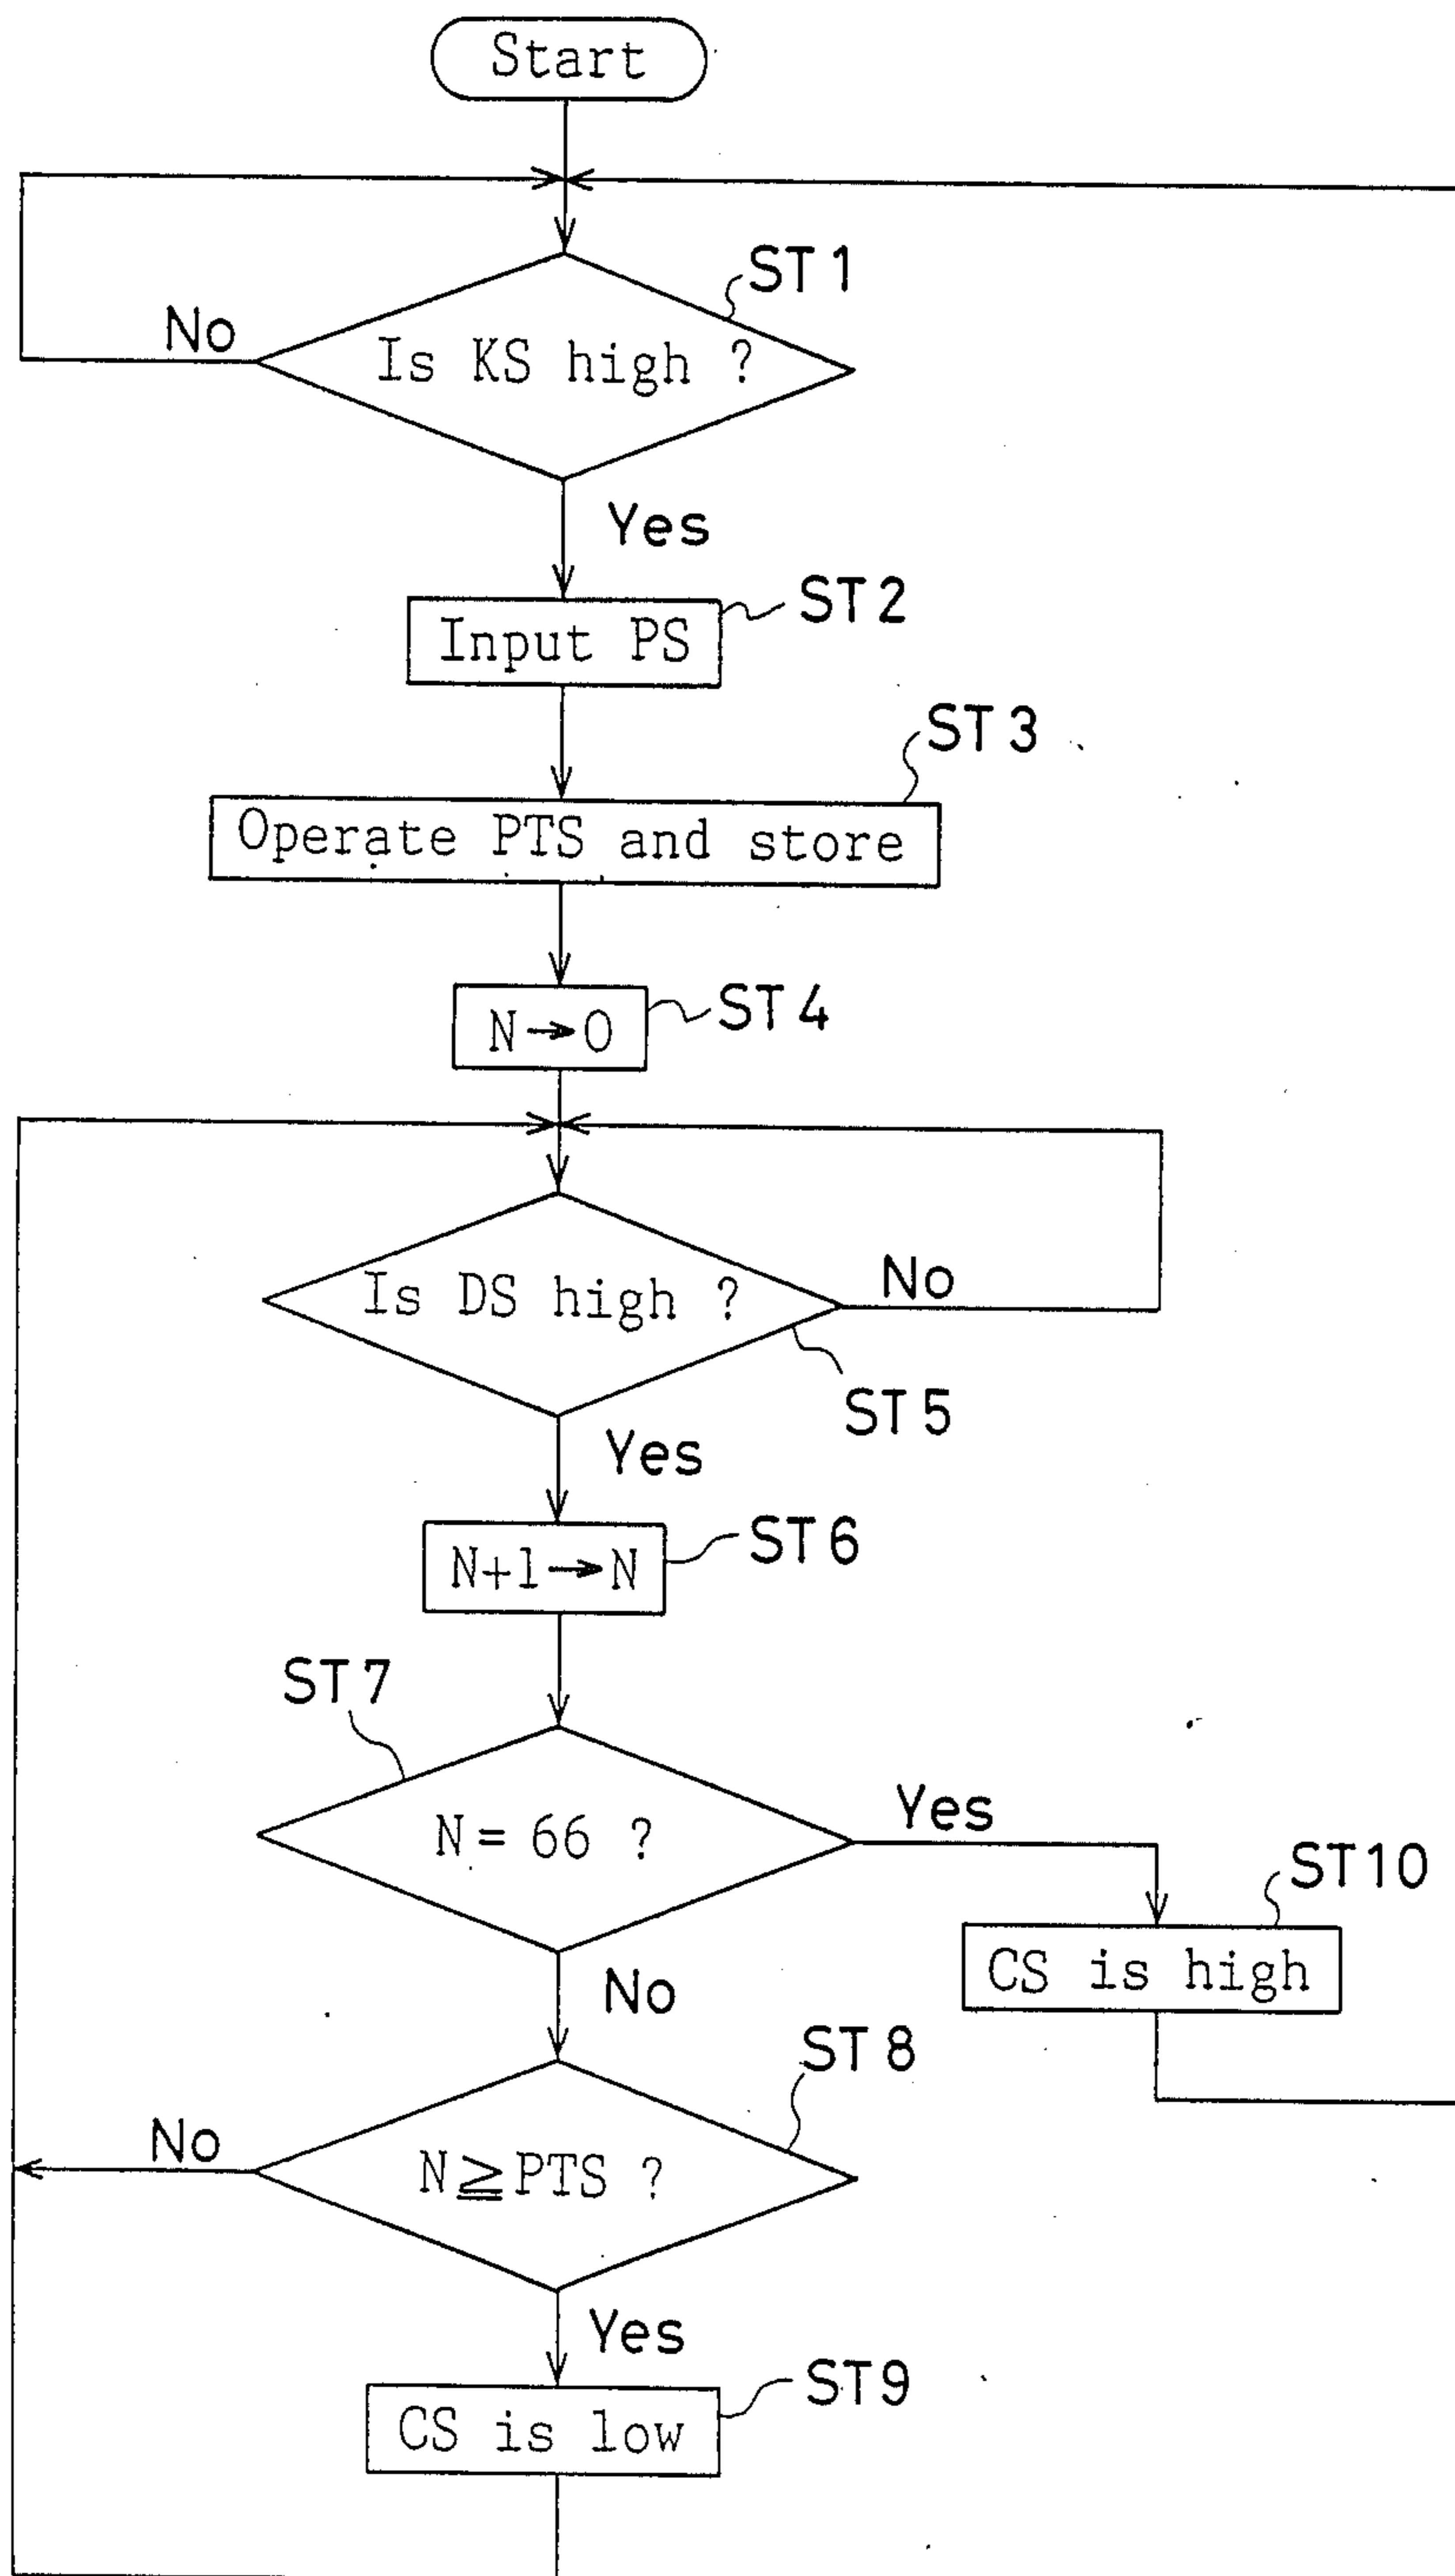 Start
ST1
No
Is KS high ?
Yes
ST2
Input PS
ST3
Operate PTS and store
ST4
N→0
Is DS high ?
No
ST5
Yes
ST6
N+1→N
ST7
N = 66 ?
Yes
ST10
CS is high
No
ST8
No
N≧PTS ?
Yes
ST9
CS is low